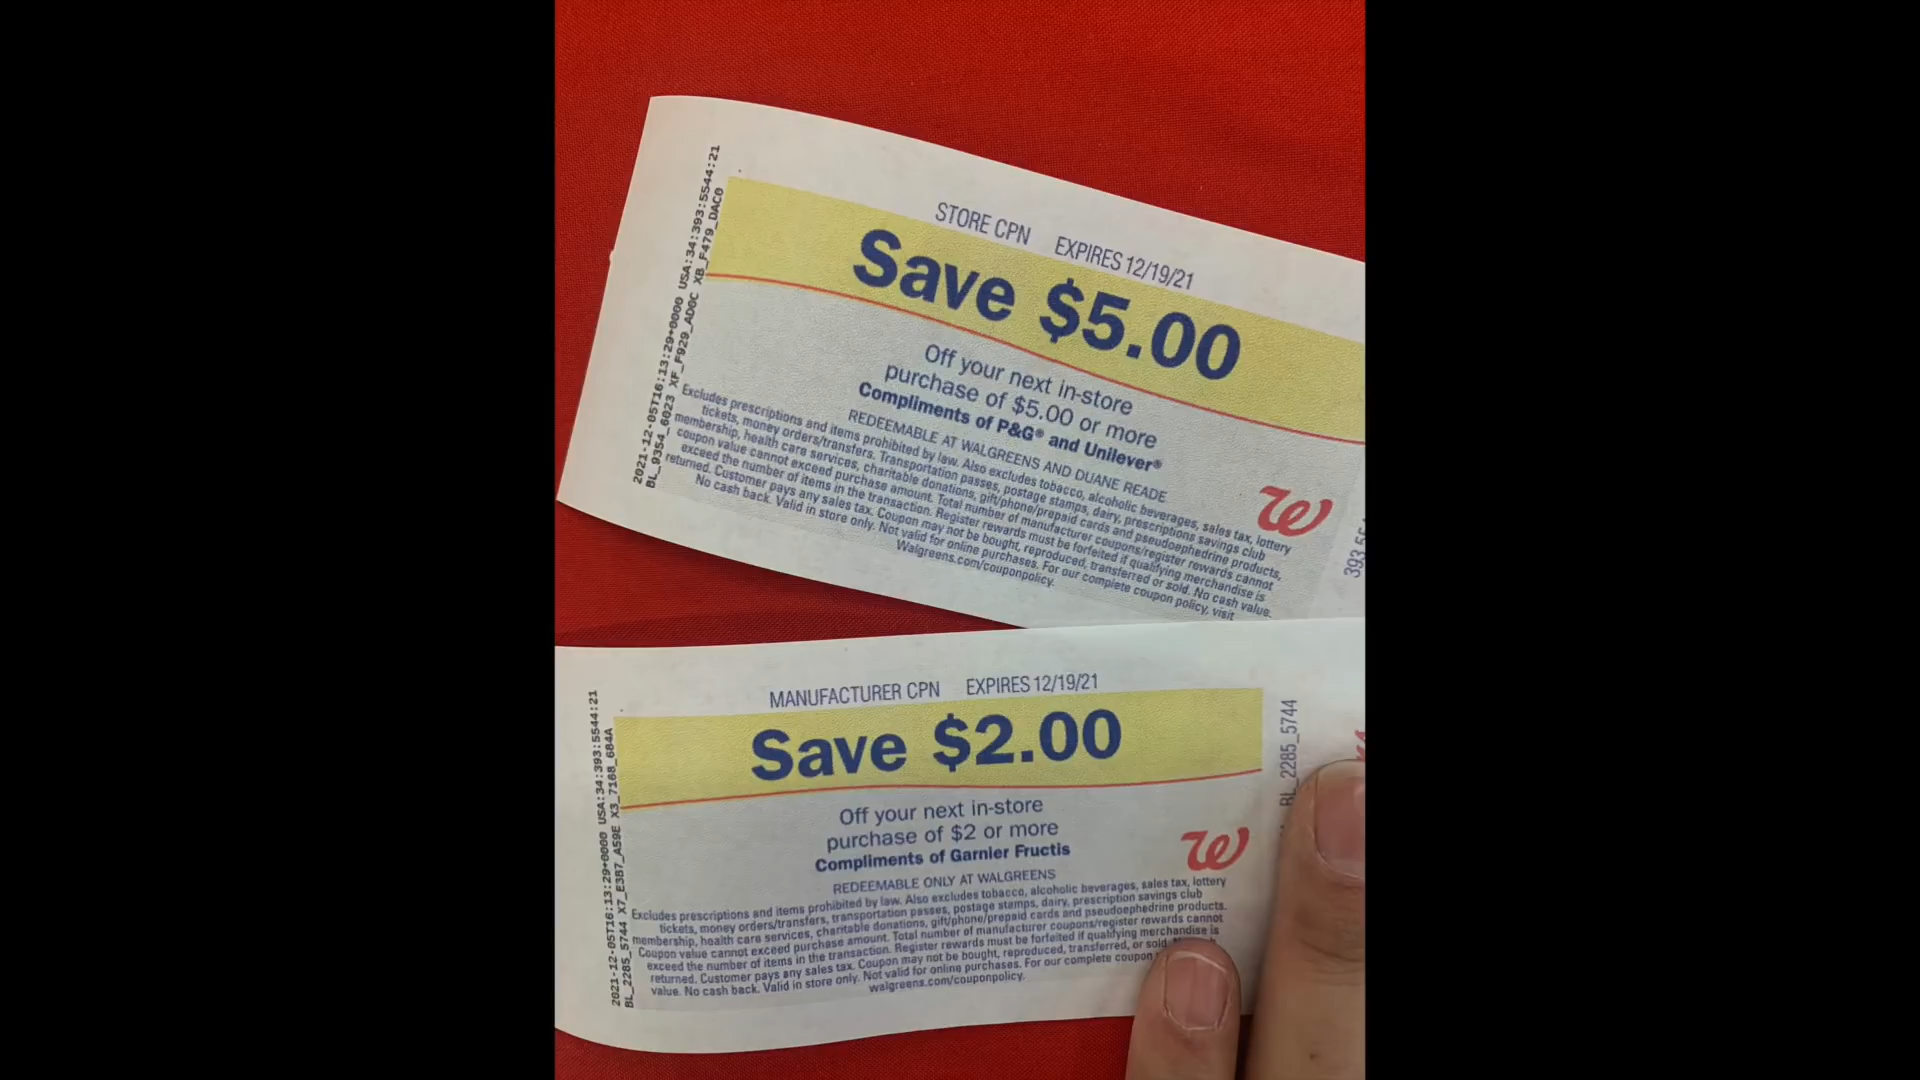 2021-12-05T16:13:29+0000 USA:34:393:5544:21
BL_9354_6023 XF_F929_AD0C XB_F479_DAC0
STORE CPN EXPIRES 12/19/21
Save $5.00
Off your next in-store
purchase of $5.00 or more
Compliments of P&G® and Unilever®
REDEEMABLE AT WALGREENS AND DUANE READE
Excludes prescriptions and items prohibited by law. Also excludes tobacco, alcoholic beverages, sales tax, lottery
tickets, money orders/transfers. Transportation passes, postage stamps, dairy, prescriptions savings club
membership, health care services, charitable donations, gift/phone/prepaid cards and pseudoephedrine products,
coupon value cannot exceed purchase amount. Total number of manufacturer coupons/register rewards cannot
exceed the number of items in the transaction. Register rewards must be forfeited if qualifying merchandise is
returned. Customer pays any sales tax. Coupon may not be bought, reproduced, transferred or sold. No cash value.
No cash back. Valid in store only. Not valid for online purchases. For our complete coupon policy, visit
Walgreens.com/couponpolicy.
W
393
2021-12-05T16:13:29+0000 USA:34:393:5544:21
BL_2285_5744 X7_E3B7_A59E X3_7168_684A
MANUFACTURER CPN EXPIRES 12/19/21
Save $2.00
Off your next in-store
purchase of $2 or more
Compliments of Garnier Fructis
REDEEMABLE ONLY AT WALGREENS
Excludes prescriptions and items prohibited by law. Also excludes tobacco, alcoholic beverages, sales tax, lottery
tickets, money orders/transfers, transportation passes, postage stamps, dairy, prescription savings club
membership, health care services, charitable donations, gift/phone/prepaid cards and pseudoephedrine products.
Coupon value cannot exceed purchase amount. Total number of manufacturer coupons/register rewards cannot
exceed the number of items in the transaction. Register rewards must be forfeited if qualifying merchandise is
returned. Customer pays any sales tax. Coupon may not be bought, reproduced, transferred, or sold.
value. No cash back. Valid in store only. Not valid for online purchases. For our complete coupon
walgreens.com/couponpolicy.
W
BL_2285_5744